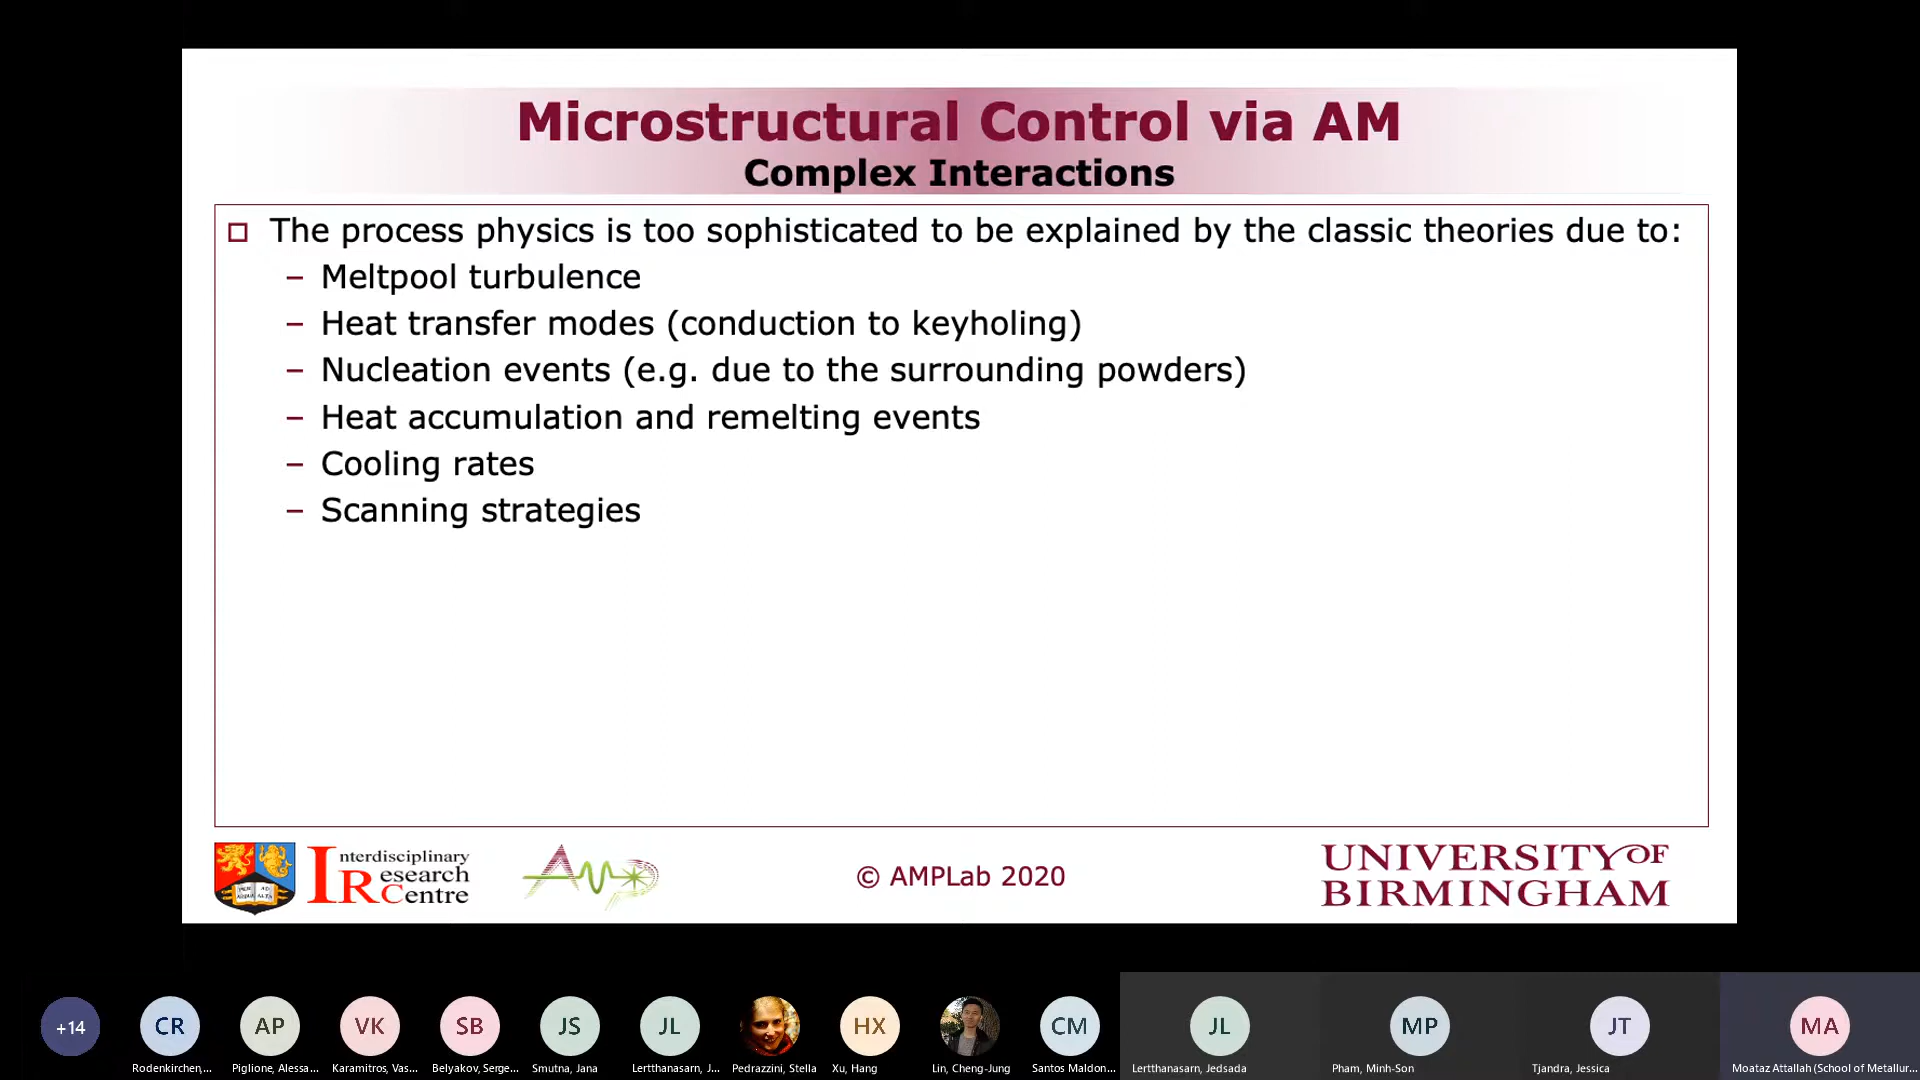 Microstructural Control via AM
Complex Interactions
The process physics is too sophisticated to be explained by the classic theories due to:
– Meltpool turbulence
– Heat transfer modes (conduction to keyholing)
– Nucleation events (e.g. due to the surrounding powders)
– Heat accumulation and remelting events
– Cooling rates
– Scanning strategies
Interdisciplinary
Research
Centre
© AMPLab 2020
UNIVERSITY OF
BIRMINGHAM
+14
CR
AP
VK
SB
JS
JL
HX
CM
JL
MP
JT
MA
Rodenkirchen,...
Piglione, Alessa...
Karamitros, Vas...
Belyakov, Serge...
Smutna, Jana
Lertthanasarn, J...
Pedrazzini, Stella
Xu, Hang
Lin, Cheng-Jung
Santos Maldon...
Lertthanasarn, Jedsada
Pham, Minh-Son
Tjandra, Jessica
Moataz Attallah (School of Metallur...